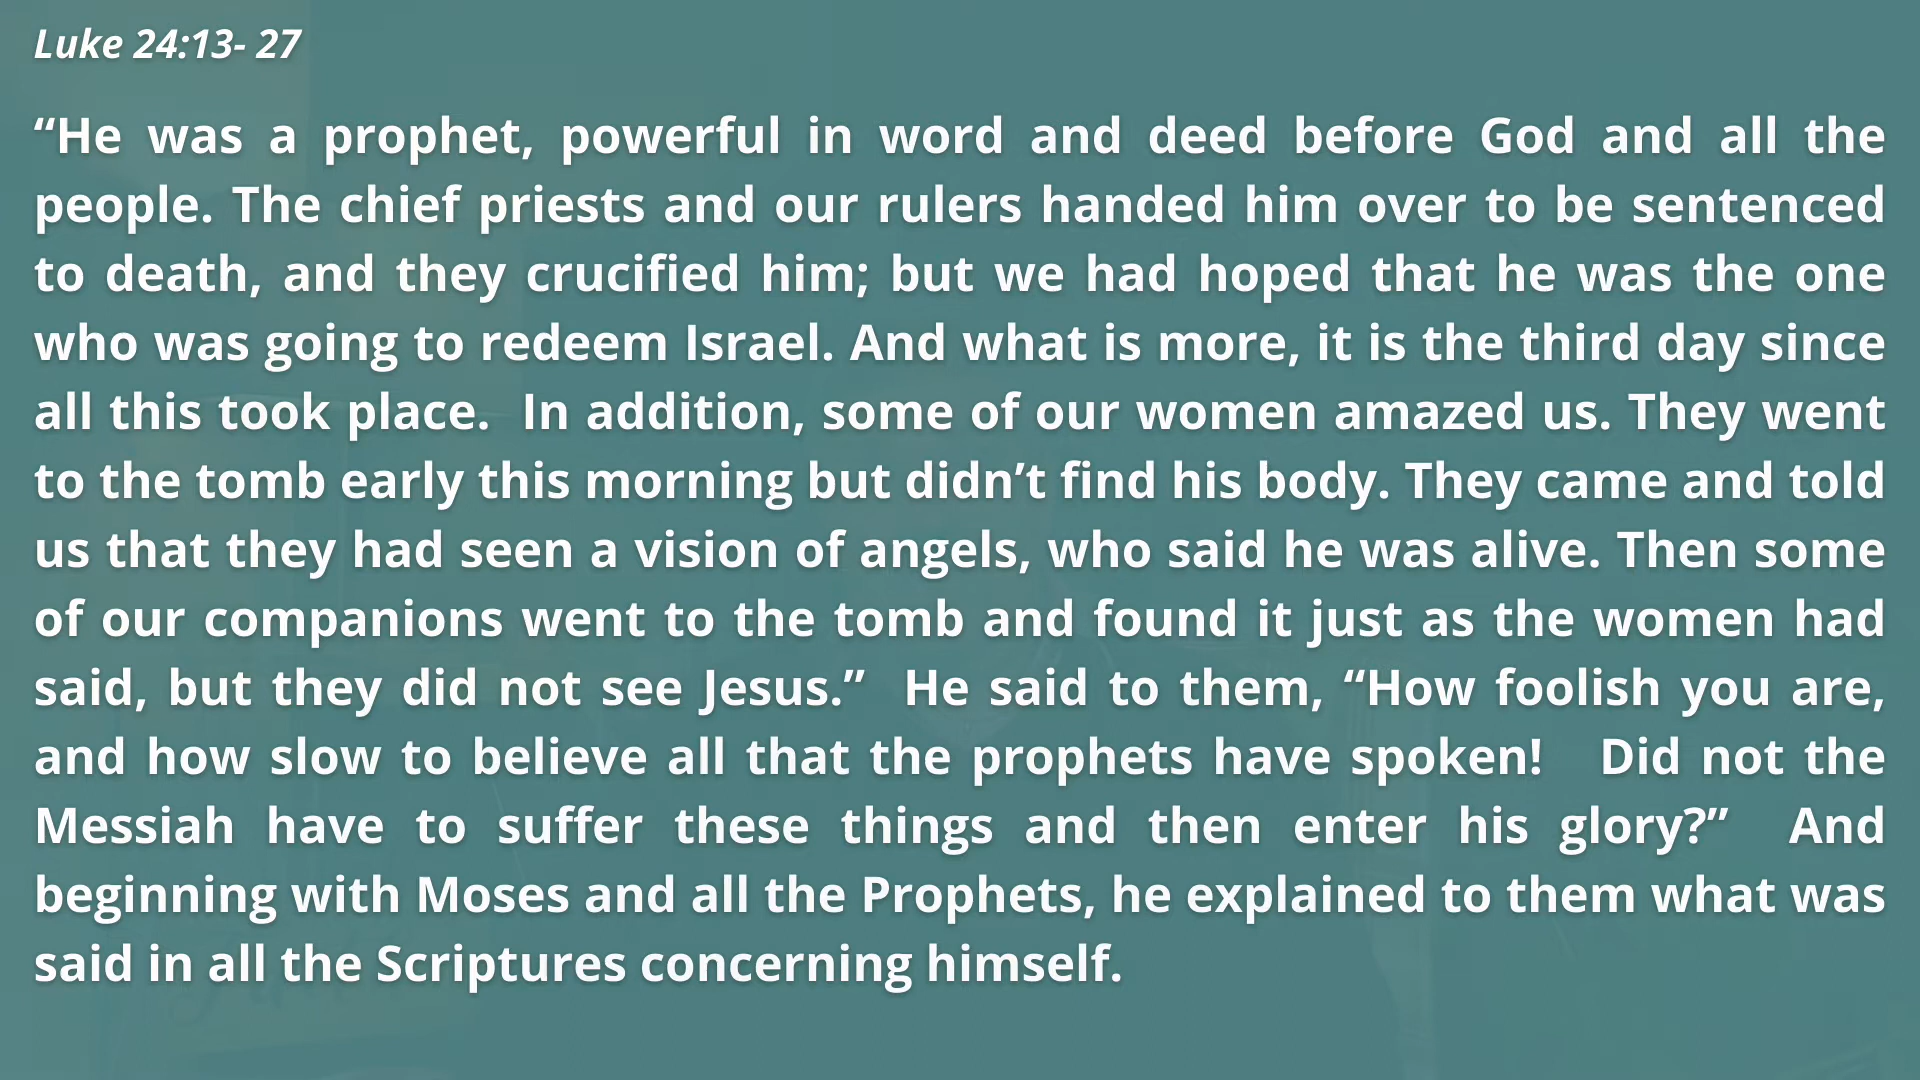 Luke 24:13- 27
“He was a prophet, powerful in word and deed before God and all the
people. The chief priests and our rulers handed him over to be sentenced
to death, and they crucified him; but we had hoped that he was the one
who was going to redeem Israel. And what is more, it is the third day since
all this took place.  In addition, some of our women amazed us. They went
to the tomb early this morning but didn’t find his body. They came and told
us that they had seen a vision of angels, who said he was alive. Then some
of our companions went to the tomb and found it just as the women had
said, but they did not see Jesus.”  He said to them, “How foolish you are,
and how slow to believe all that the prophets have spoken!   Did not the
Messiah have to suffer these things and then enter his glory?”  And
beginning with Moses and all the Prophets, he explained to them what was
said in all the Scriptures concerning himself.